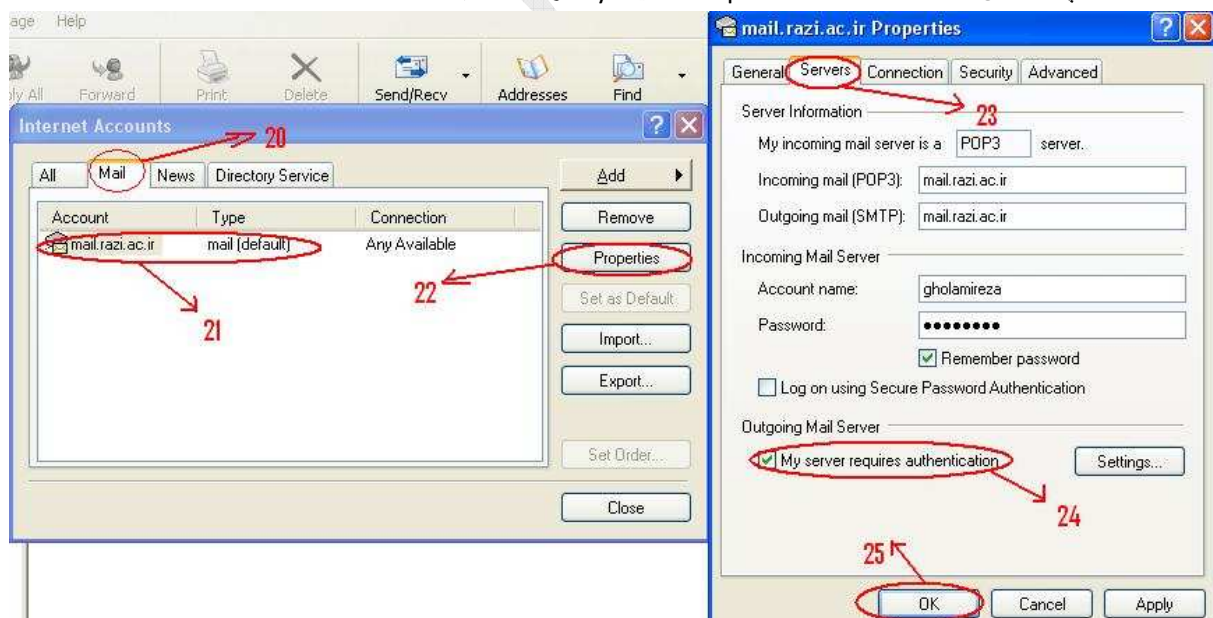 age Help
ply All Forward Print Delete Send/Recv Addresses Find
Internet Accounts
20
All Mail News Directory Service
Add
Account Type Connection
Remove
mail.razi.ac.ir mail (default) Any Available
Properties
22
Set as Default
21
Import...
Export...
Set Order...
Close
mail.razi.ac.ir Properties
General Servers Connection Security Advanced
23
Server Information
My incoming mail server is a POP3 server.
Incoming mail (POP3): mail.razi.ac.ir
Outgoing mail (SMTP): mail.razi.ac.ir
Incoming Mail Server
Account name: gholamireza
Password: ●●●●●●●●
Remember password
Log on using Secure Password Authentication
Outgoing Mail Server
My server requires authentication Settings...
24
25
OK Cancel Apply